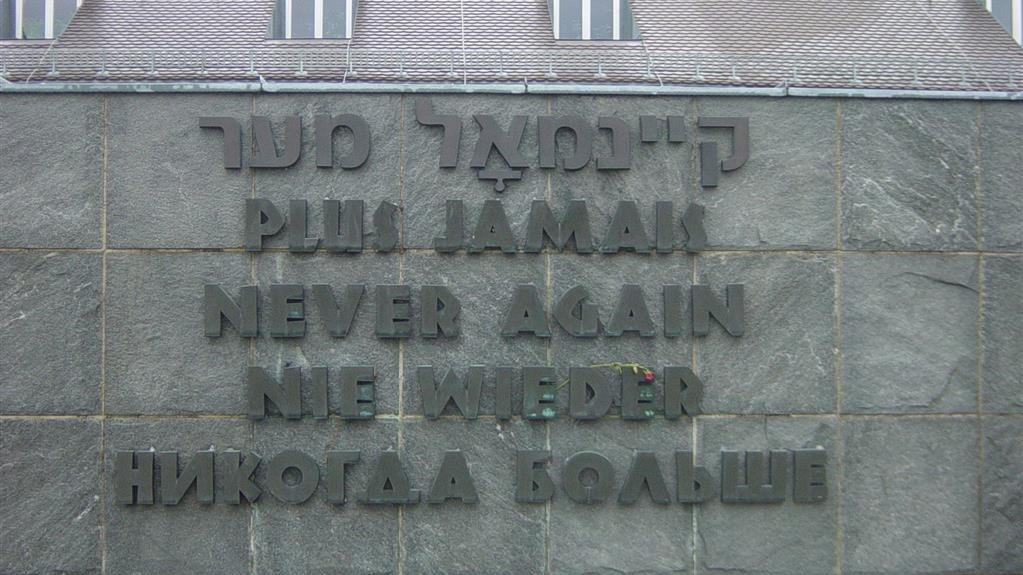 קיינמאָל מער
PLUS JAMAIS
NEVER AGAIN
NIE WIEDER
НИКОГДА БОЛЬШЕ